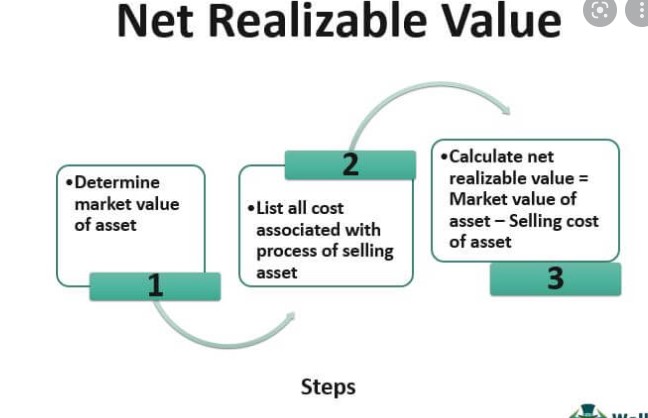 Net Realizable Value
•Determine
market value
of asset
1
2
•List all cost
associated with
process of selling
asset
•Calculate net
realizable value =
Market value of
asset – Selling cost
of asset
3
Steps